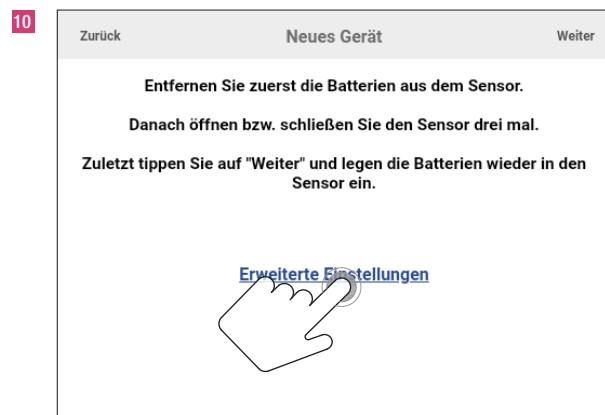 10
Zurück Neues Gerät Weiter
Entfernen Sie zuerst die Batterien aus dem Sensor.
Danach öffnen bzw. schließen Sie den Sensor drei mal.
Zuletzt tippen Sie auf "Weiter" und legen die Batterien wieder in den
Sensor ein.
Erweiterte Einstellungen